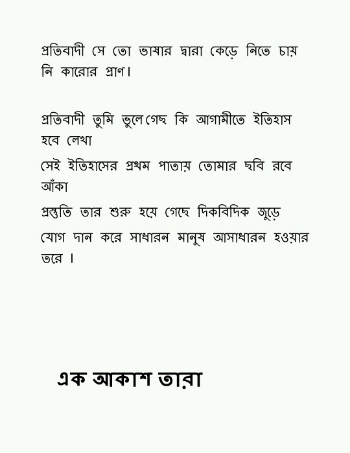 প্রতিবাদী সে তো ভাষার দ্বারা কেড়ে নিতে চায়
নি কারোর প্রাণ।
প্রতিবাদী তুমি ভুলেগেছ কি আগামীতে ইতিহাস
হবে লেখা
সেই ইতিহাসের প্রথম পাতায় তোমার ছবি রবে
আঁকা
প্রস্তুতি তার শুরু হয়ে গেছে দিকবিদিক জুড়ে
যোগ দান করে সাধারন মানুষ আসাধারন হওয়ার
তরে ।
এক আকাশ তারা